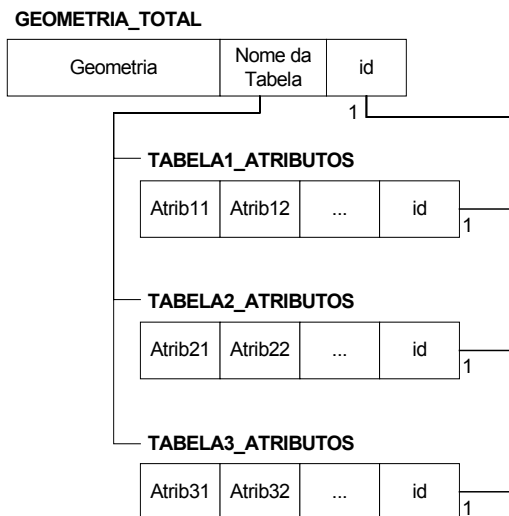 GEOMETRIA_TOTAL
Geometria
Nome da
Tabela
id
1
TABELA1_ATRIBUTOS
Atrib11 Atrib12 ... id
1
TABELA2_ATRIBUTOS
Atrib21 Atrib22 ... id
1
TABELA3_ATRIBUTOS
Atrib31 Atrib32 ... id
1